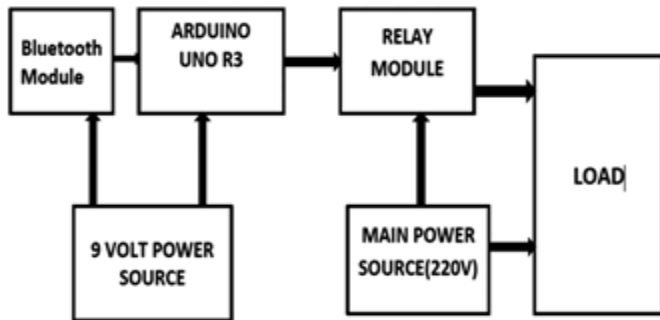 Bluetooth
Module
ARDUINO
UNO R3
RELAY
MODULE
LOAD
9 VOLT POWER
SOURCE
MAIN POWER
SOURCE(220V)